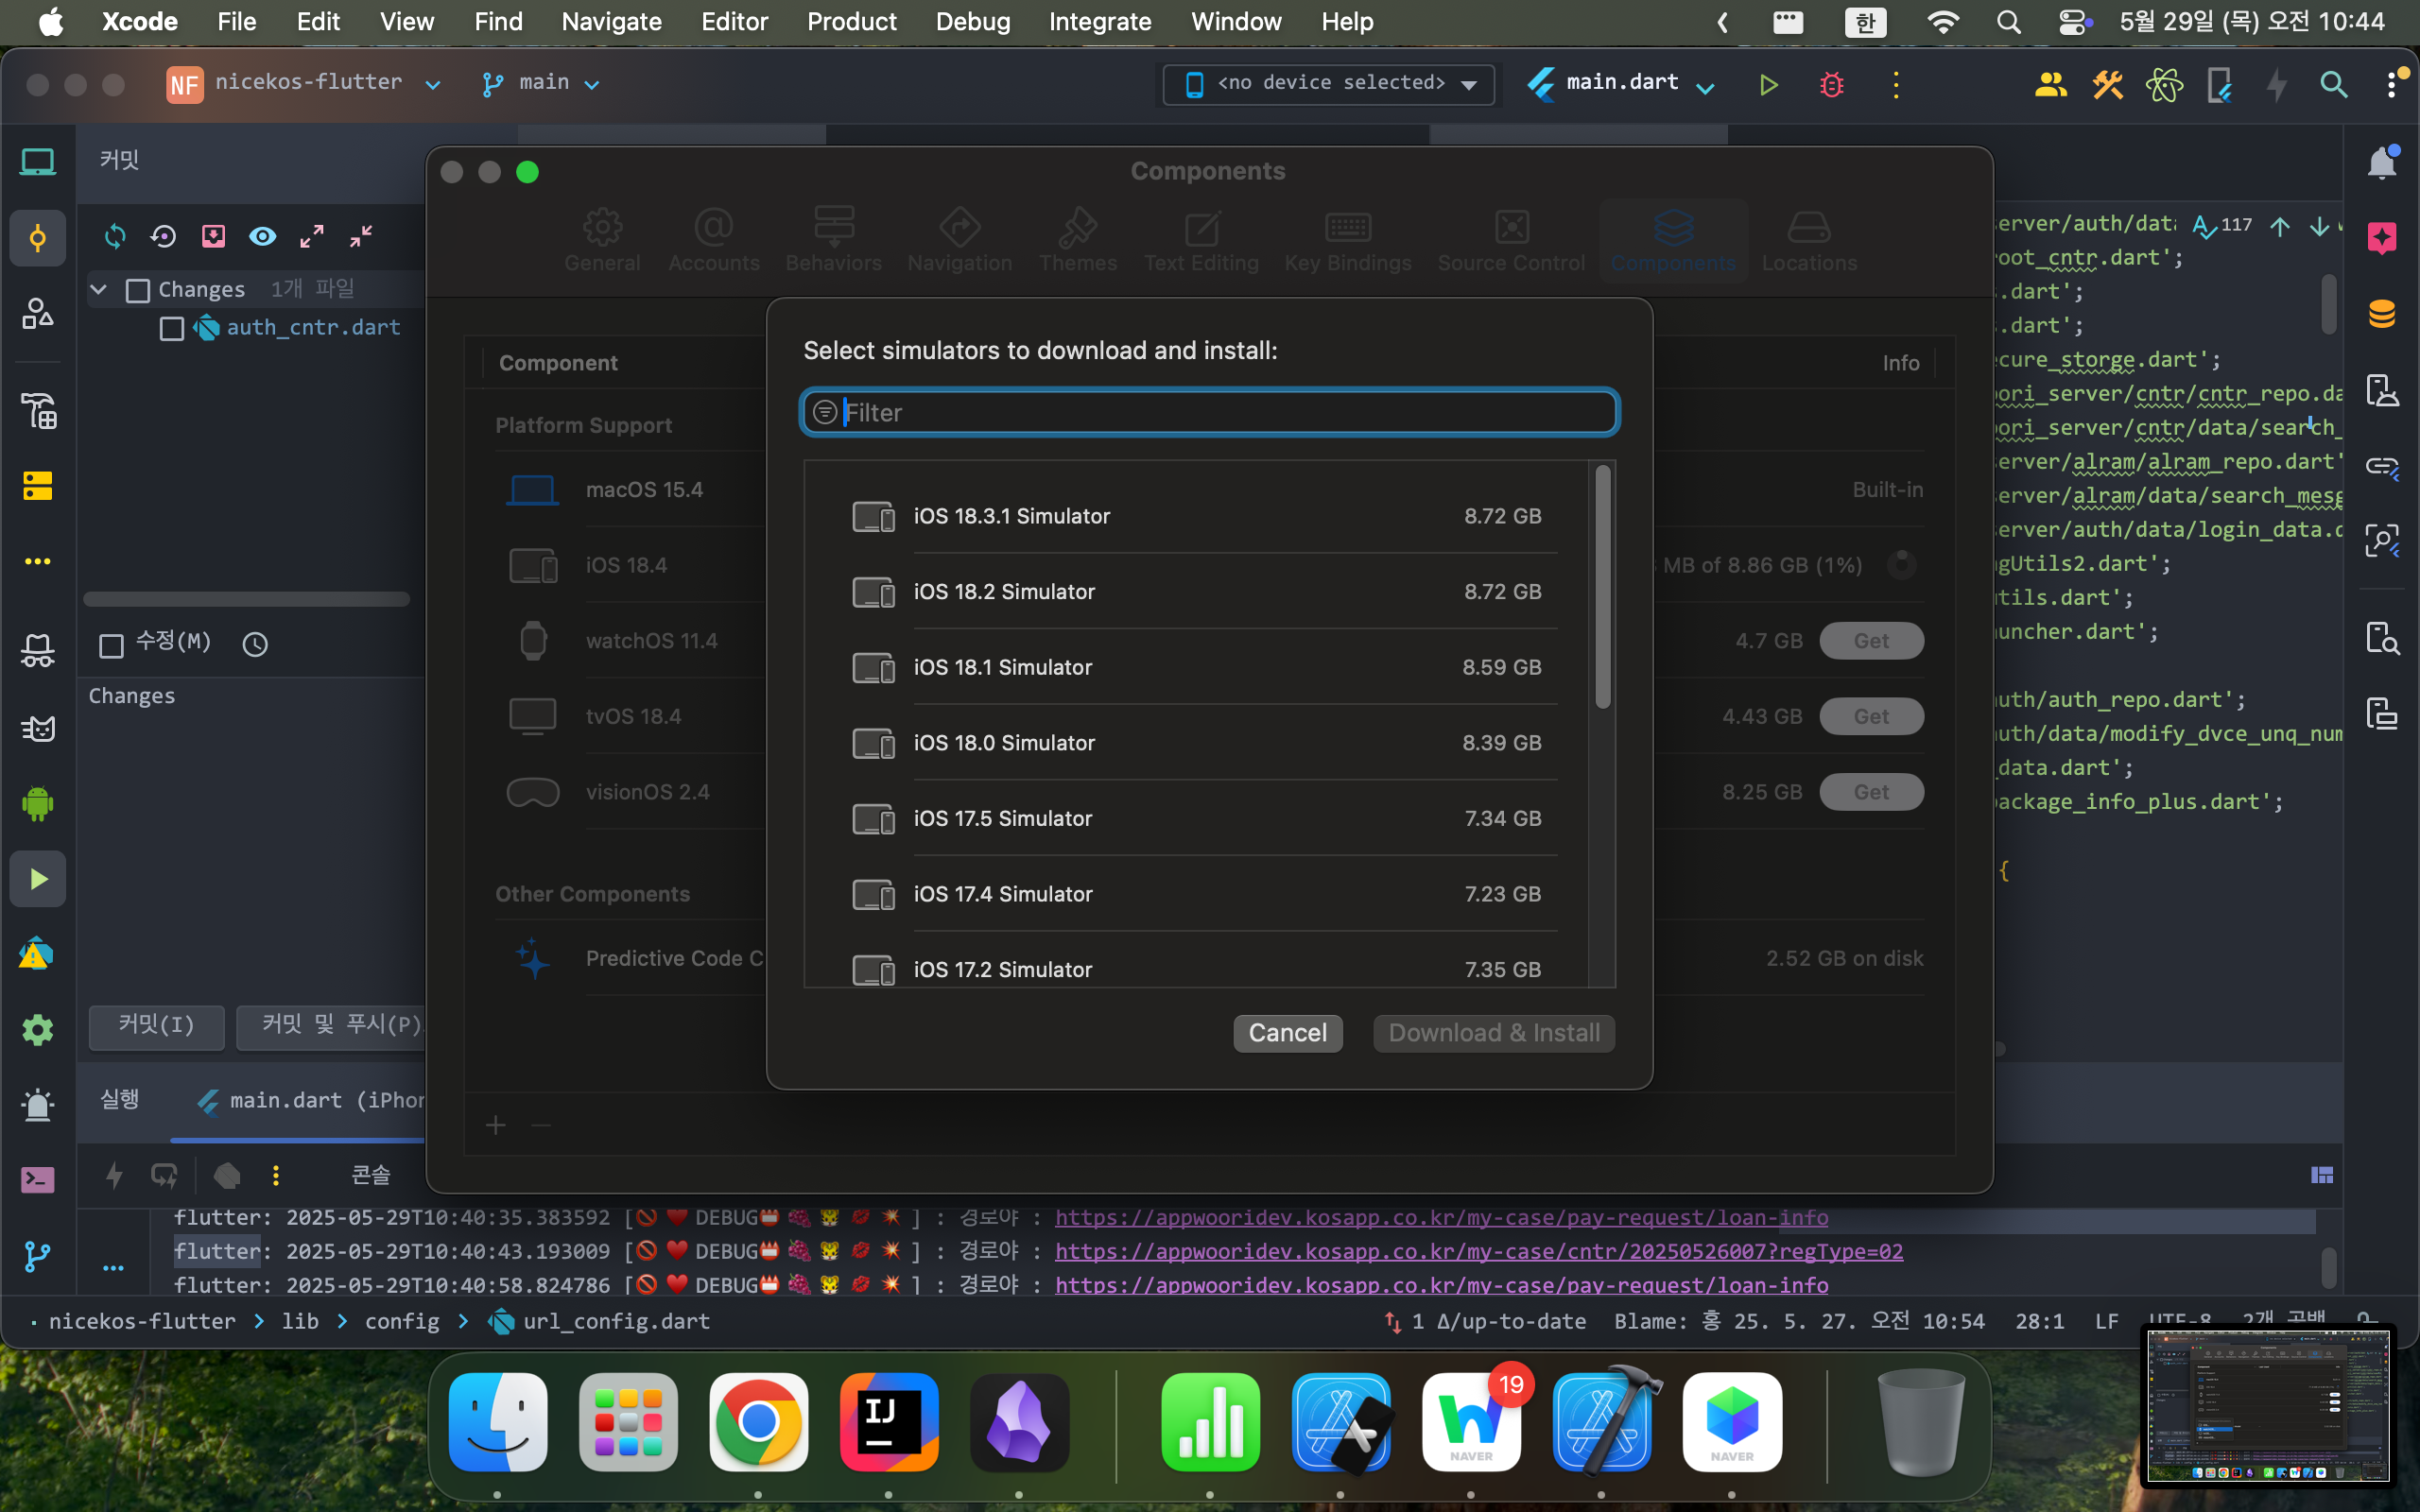 Xcode File Edit View Find Navigate Editor Product Debug Integrate Window Help 한 5월 29일 (목) 오전 10:44
NF nicekos-flutter main <no device selected> main.dart
커밋
Changes 1개 파일
auth_cntr.dart
수정(M)
Changes
커밋(I) 커밋 및 푸시(P)
Components
General Accounts Behaviors Navigation Themes Text Editing Key Bindings Source Control Components Locations
Component Info
Platform Support
macOS 15.4 Built-in
iOS 18.4 MB of 8.86 GB (1%)
watchOS 11.4 4.7 GB Get
tvOS 18.4 4.43 GB Get
visionOS 2.4 8.25 GB Get
Other Components
Predictive Code C 2.52 GB on disk
Select simulators to download and install:
Filter
iOS 18.3.1 Simulator 8.72 GB
iOS 18.2 Simulator 8.72 GB
iOS 18.1 Simulator 8.59 GB
iOS 18.0 Simulator 8.39 GB
iOS 17.5 Simulator 7.34 GB
iOS 17.4 Simulator 7.23 GB
iOS 17.2 Simulator 7.35 GB
Cancel Download & Install
erver/auth/data 117
root_cntr.dart';
.dart';
.dart';
ecure_storge.dart';
ori_server/cntr/cntr_repo.da
ori_server/cntr/data/search_
erver/alram/alram_repo.dart'
erver/alram/data/search_mesg
erver/auth/data/login_data.d
gUtils2.dart';
tils.dart';
uncher.dart';
uth/auth_repo.dart';
uth/data/modify_dvce_unq_num
_data.dart';
ackage_info_plus.dart';
{
실행 main.dart (iPhon
콘솔
flutter: 2025-05-29T10:40:35.383592 [🚫 ♥️ DEBUG📛 🍇 🐯 💋 💥 ] : 경로야 : https://appwooridev.kosapp.co.kr/my-case/pay-request/loan-info
flutter: 2025-05-29T10:40:43.193009 [🚫 ♥️ DEBUG📛 🍇 🐯 💋 💥 ] : 경로야 : https://appwooridev.kosapp.co.kr/my-case/cntr/20250526007?regType=02
flutter: 2025-05-29T10:40:58.824786 [🚫 ♥️ DEBUG📛 🍇 🐯 💋 💥 ] : 경로야 : https://appwooridev.kosapp.co.kr/my-case/pay-request/loan-info
nicekos-flutter > lib > config > url_config.dart 1 Δ/up-to-date Blame: 홍 25. 5. 27. 오전 10:54 28:1 LF UTF-8 2개 공백
IJ 19
NAVER NAVER